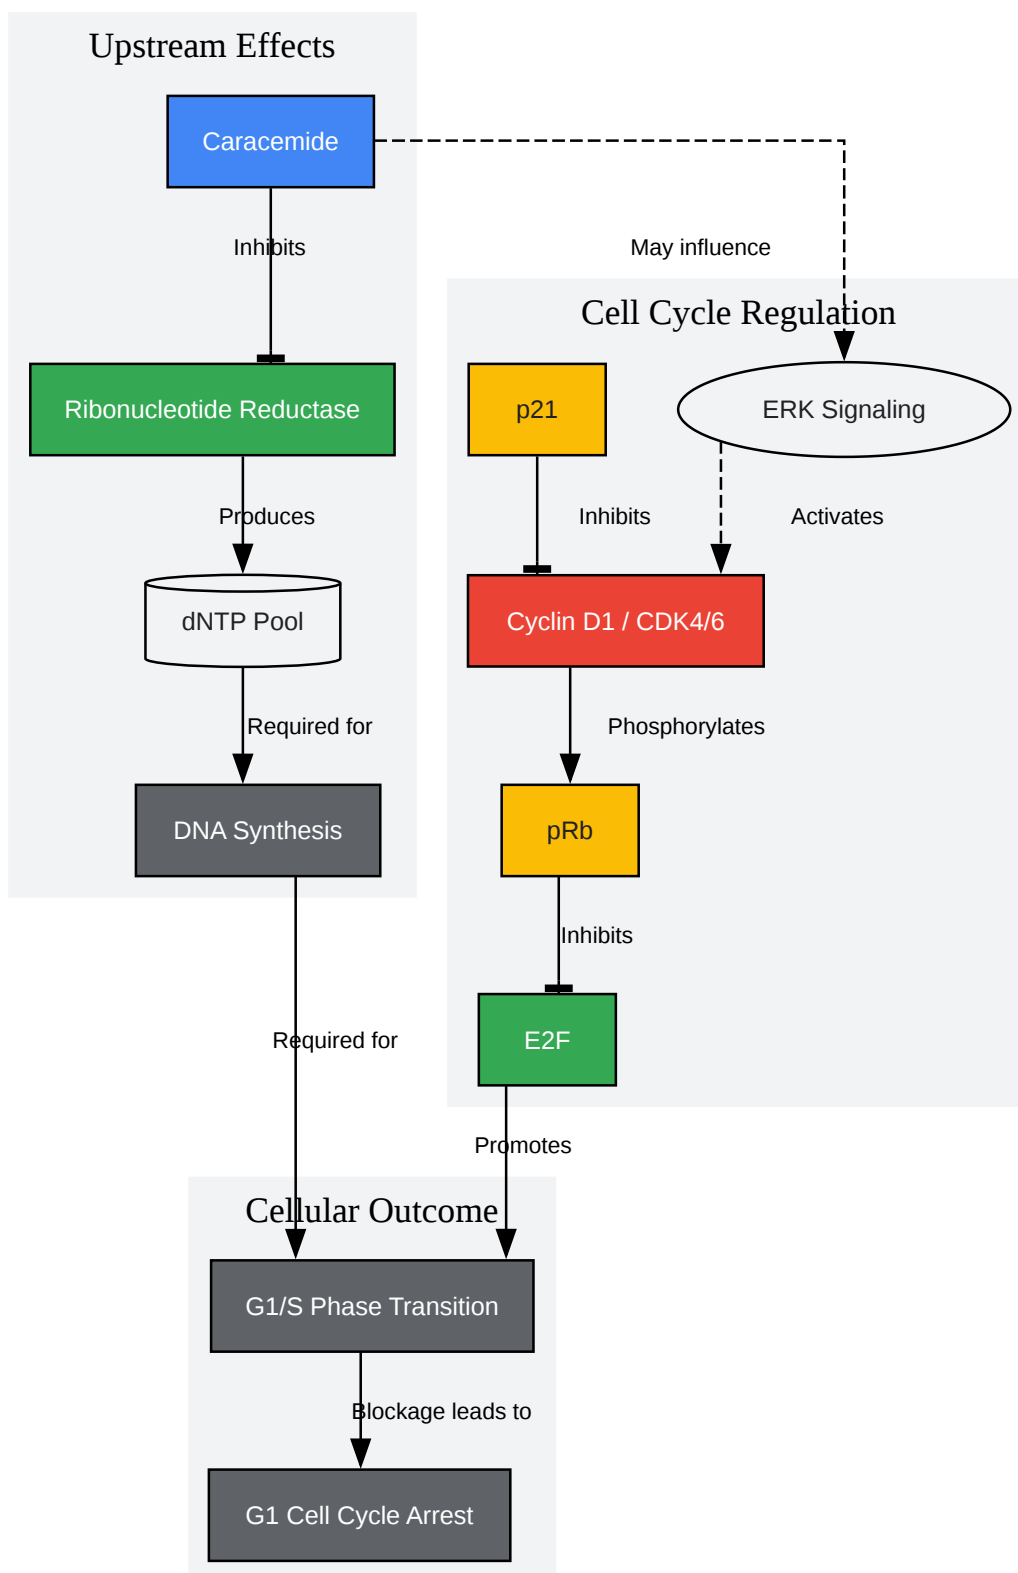 Upstream Effects
Caracemide
Inhibits
May influence
Cell Cycle Regulation
Ribonucleotide Reductase
p21
ERK Signaling
Produces
Inhibits
Activates
dNTP Pool
Cyclin D1 / CDK4/6
Required for
Phosphorylates
DNA Synthesis
pRb
Inhibits
Required for
E2F
Promotes
Cellular Outcome
G1/S Phase Transition
Blockage leads to
G1 Cell Cycle Arrest